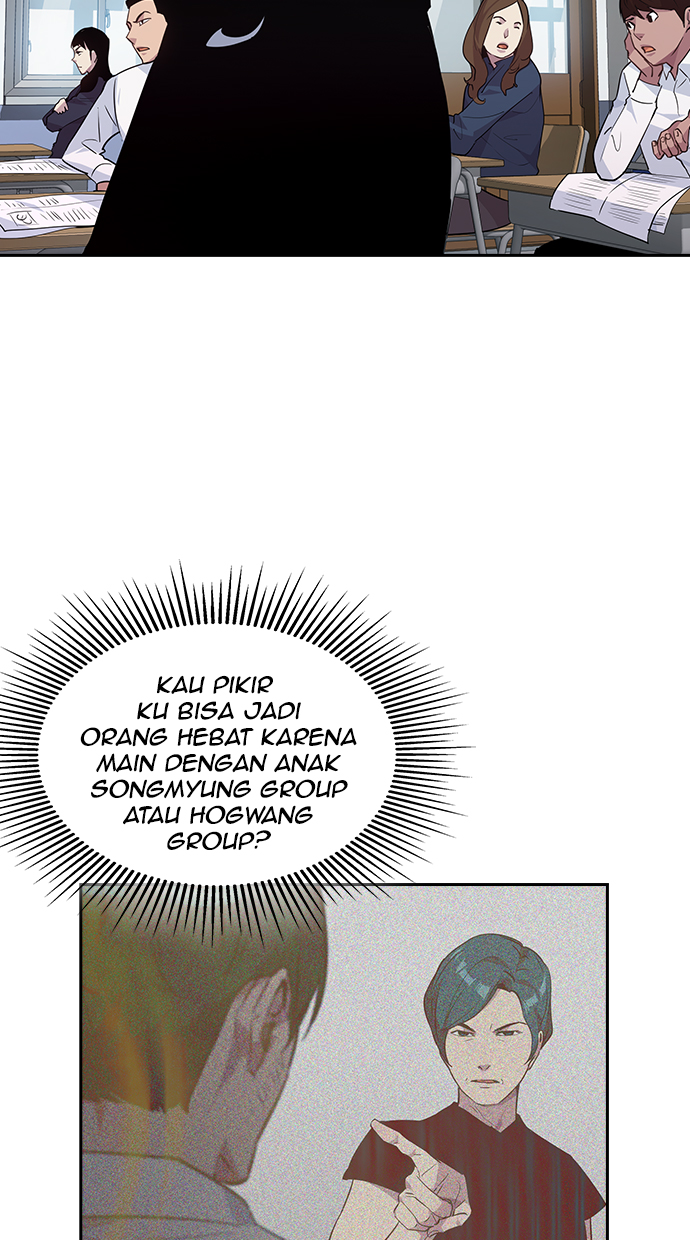 KAU PIKIR
KU BISA JADI
ORANG HEBAT KARENA
MAIN DENGAN ANAK
SONGMYUNG GROUP
ATAU HOGWANG
GROUP?